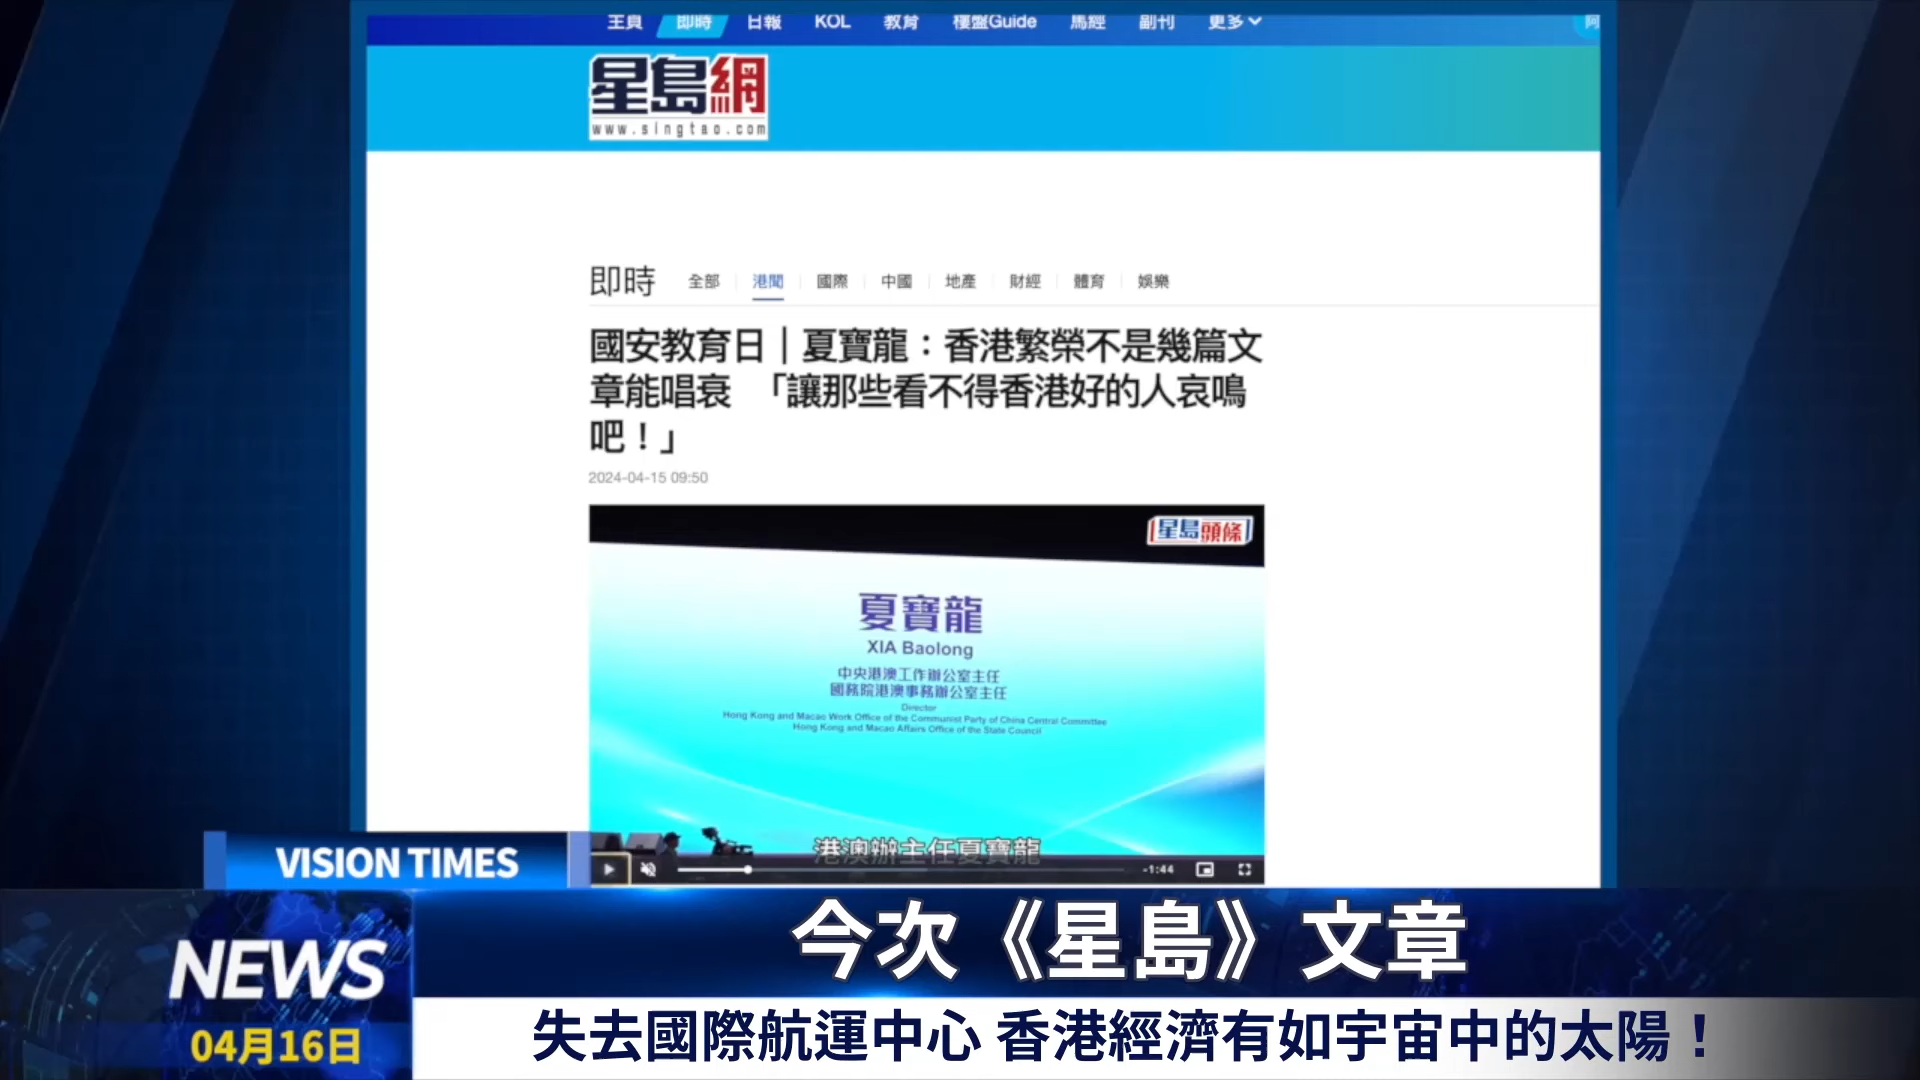 主頁 即時 日報 KOL 教育 樓盤Guide 馬經 副刊 更多
星島網
www.singtao.com
即時 全部 港聞 國際 中國 地產 財經 體育 娛樂
國安教育日｜夏寶龍：香港繁榮不是幾篇文
章能唱衰 「讓那些看不得香港好的人哀鳴
吧！」
2024-04-15 09:50
星島頭條
夏寶龍
XIA Baolong
中央港澳工作辦公室主任
國務院港澳事務辦公室主任
Director
Hong Kong and Macao Work Office of the Communist Party of China Central Committee
Hong Kong and Macao Affairs Office of the State Council
港澳辦主任夏寶龍
-1:44
VISION TIMES
今次《星島》文章
NEWS
04月16日
失去國際航運中心 香港經濟有如宇宙中的太陽！